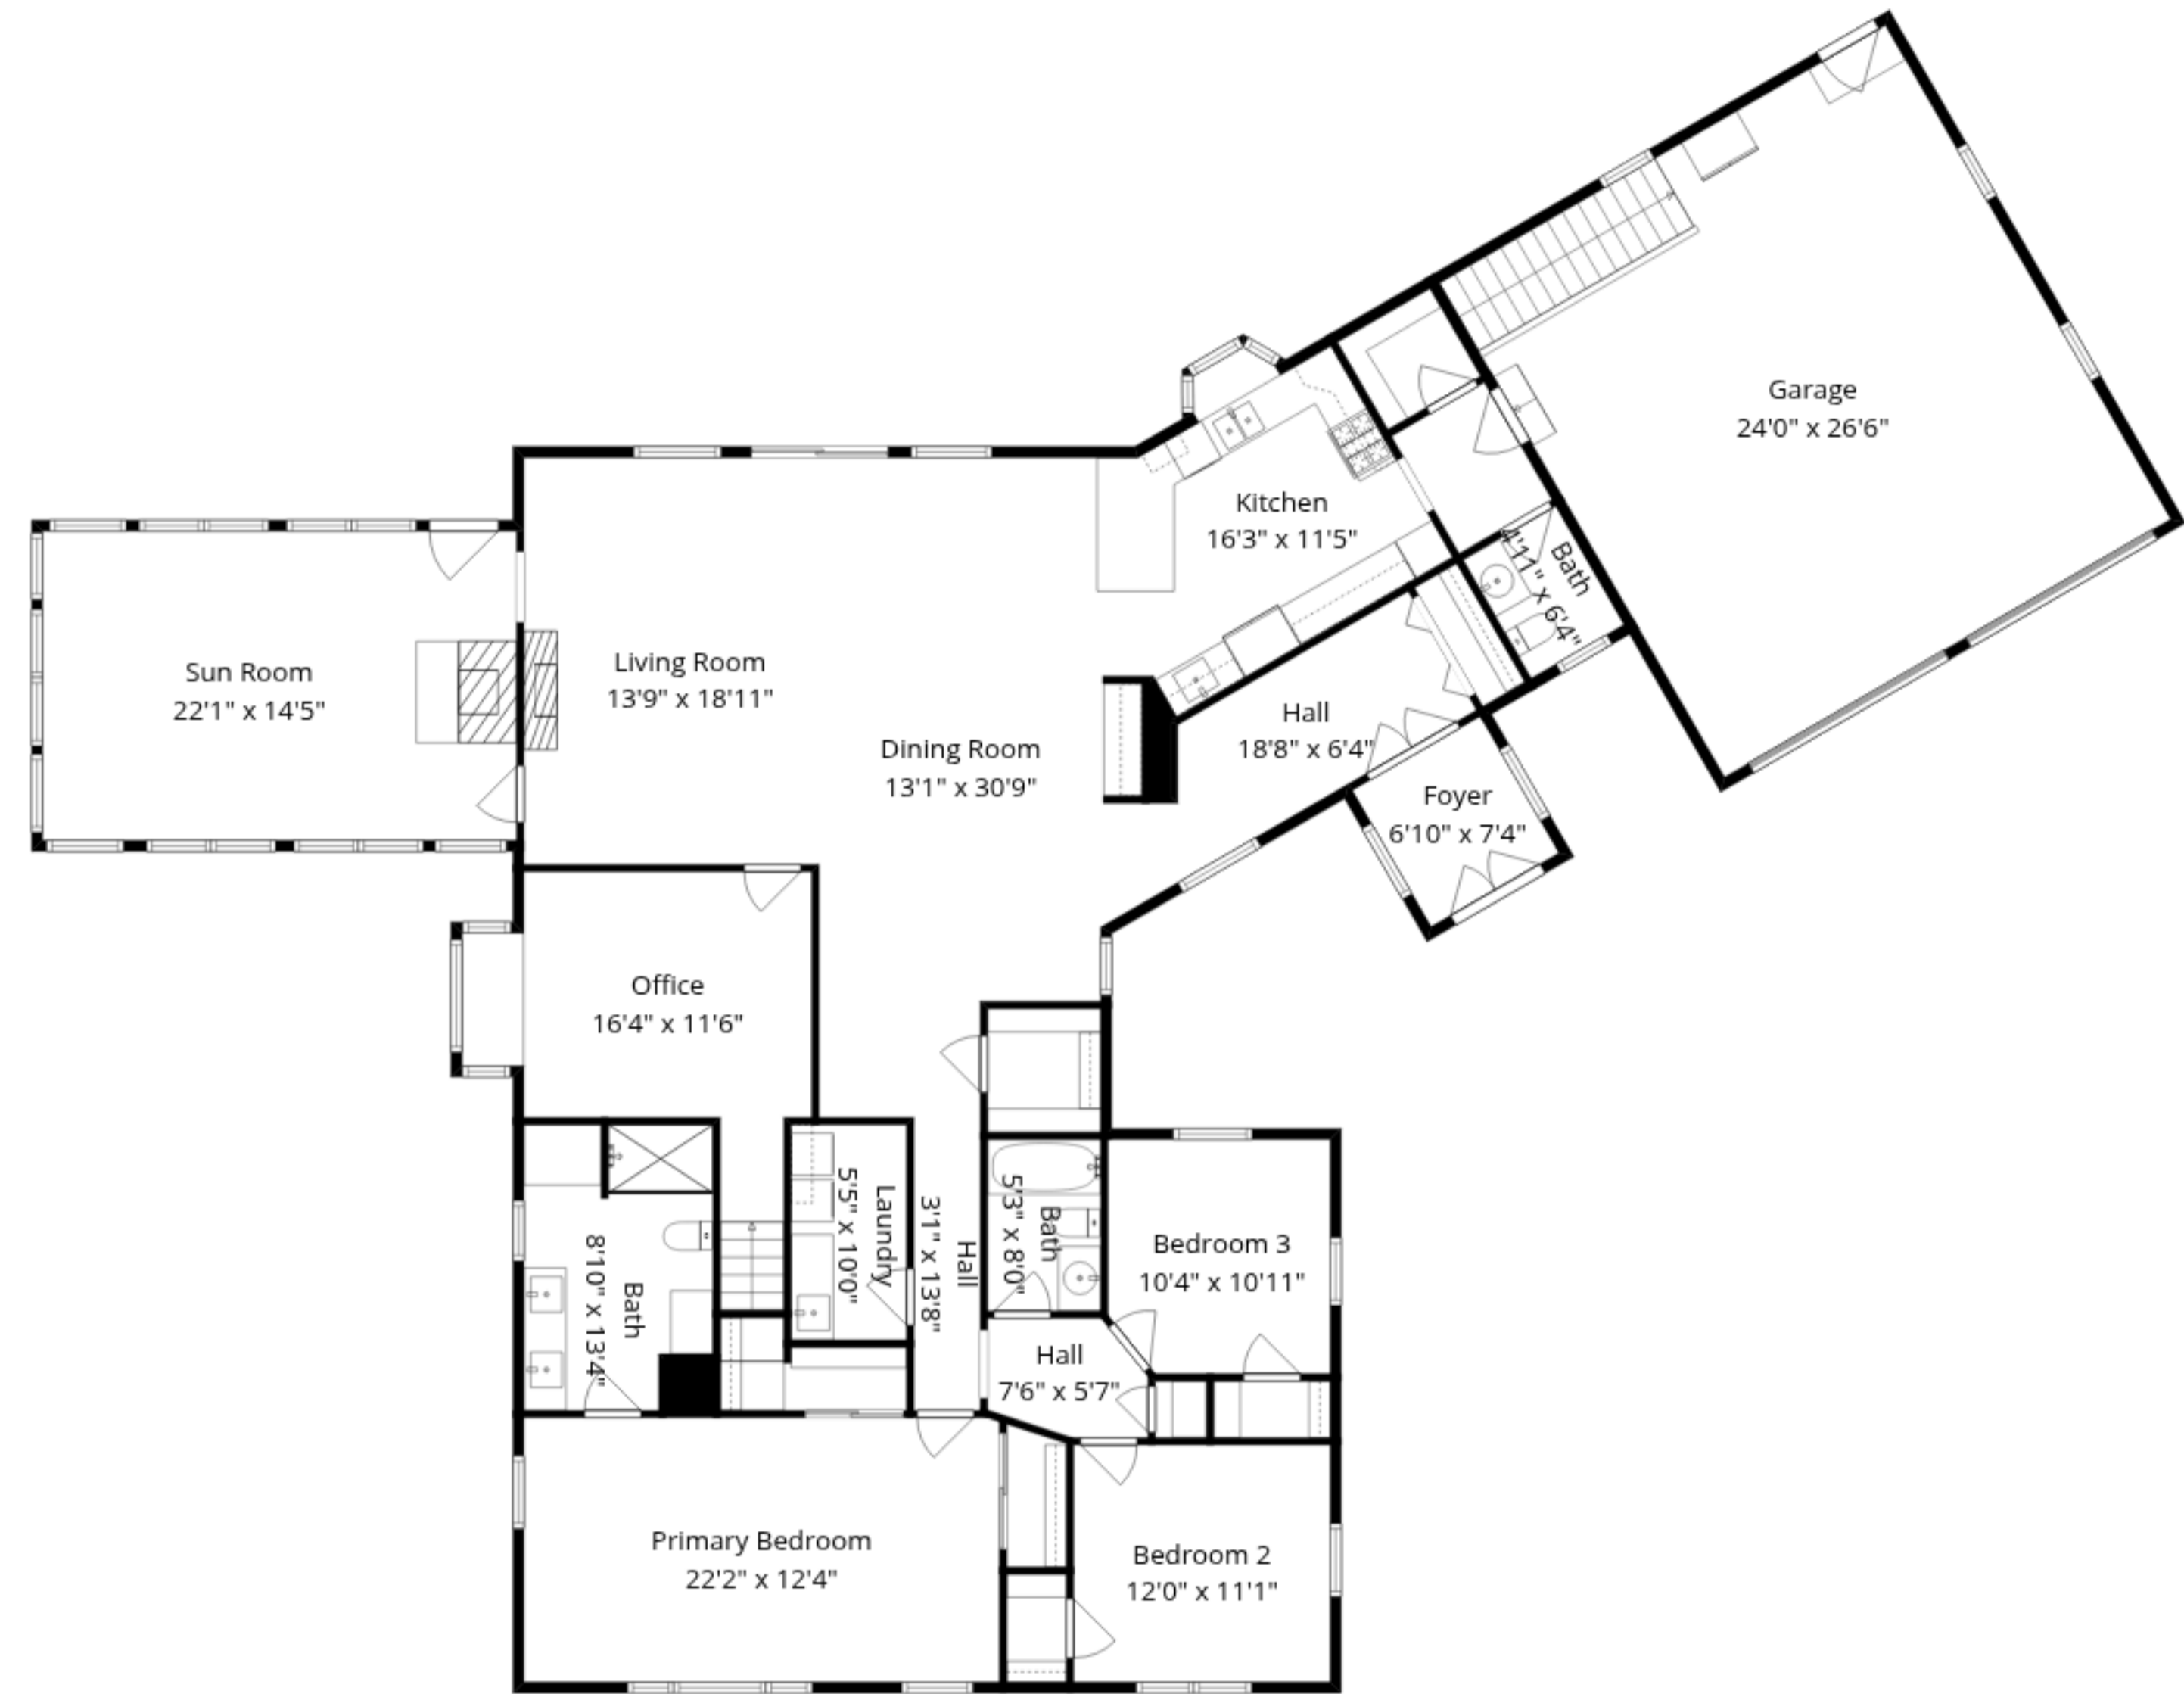 Garage
24'0" x 26'6"
Kitchen
16'3" x 11'5"
Bath
4'11" x 6'4"
Sun Room
22'1" x 14'5"
Living Room
13'9" x 18'11"
Hall
18'8" x 6'4"
Dining Room
13'1" x 30'9"
Foyer
6'10" x 7'4"
Office
16'4" x 11'6"
Laundry
5'5" x 10'0"
Hall
3'1" x 13'8"
Bath
5'3" x 8'0"
Bedroom 3
10'4" x 10'11"
Bath
8'10" x 13'4"
Hall
7'6" x 5'7"
Primary Bedroom
22'2" x 12'4"
Bedroom 2
12'0" x 11'1"